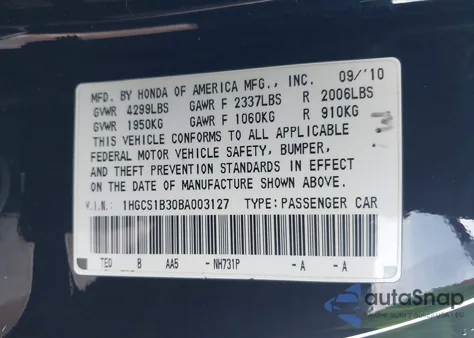 MFD. BY HONDA OF AMERICA MFG., INC. 09/'10
GVWR 4299LBS GAWR F 2337LBS R 2006LBS
GVWR 1950KG GAWR F 1060KG R 910KG
THIS VEHICLE CONFORMS TO ALL APPLICABLE
FEDERAL MOTOR VEHICLE SAFETY, BUMPER,
AND THEFT PREVENTION STANDARDS IN EFFECT
ON THE DATE OF MANUFACTURE SHOWN ABOVE.
V.I.N.: 1HGCS1B30BA003127 TYPE: PASSENGER CAR
TE0 B AA5 - NH731P - A - A
autoSnap